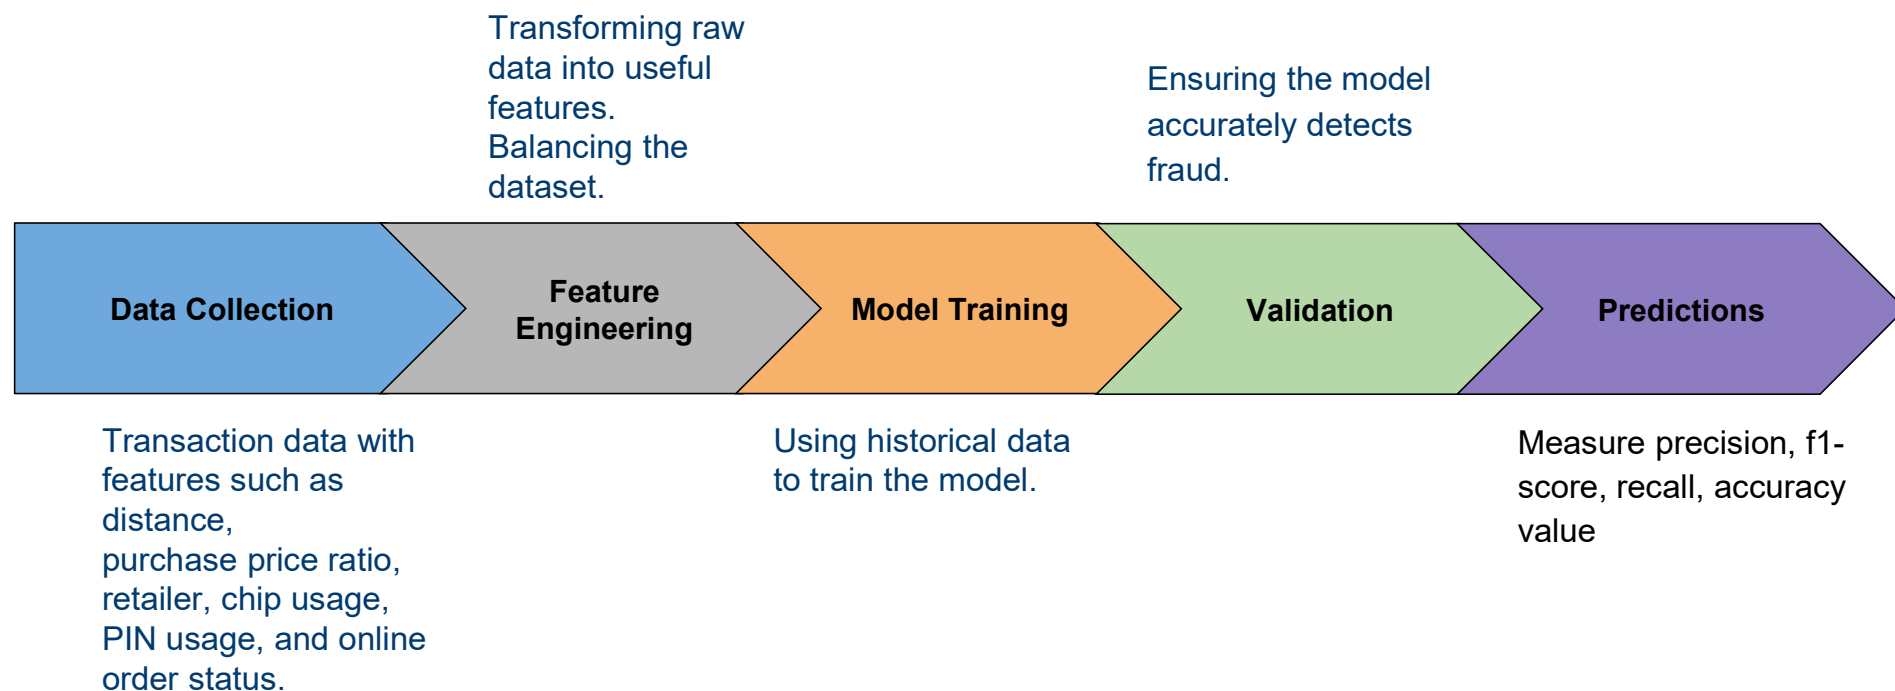 Transforming raw
data into useful
features.
Balancing the
dataset.
Ensuring the model
accurately detects
fraud.
Data Collection
Feature
Engineering
Model Training
Validation
Predictions
Transaction data with
features such as
distance,
purchase price ratio,
retailer, chip usage,
PIN usage, and online
order status.
Using historical data
to train the model.
Measure precision, f1-
score, recall, accuracy
value